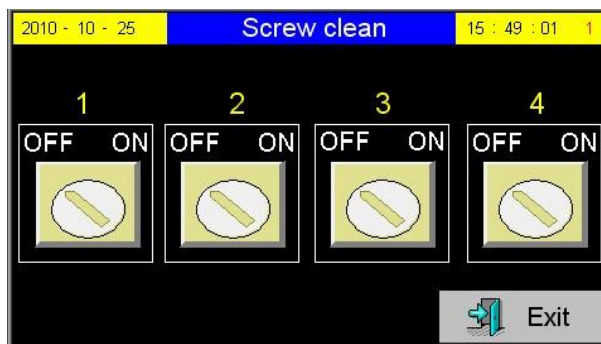 2010 - 10 - 25 Screw clean 15 : 49 : 01 1
1 2 3 4
OFF ON OFF ON OFF ON OFF ON
Exit